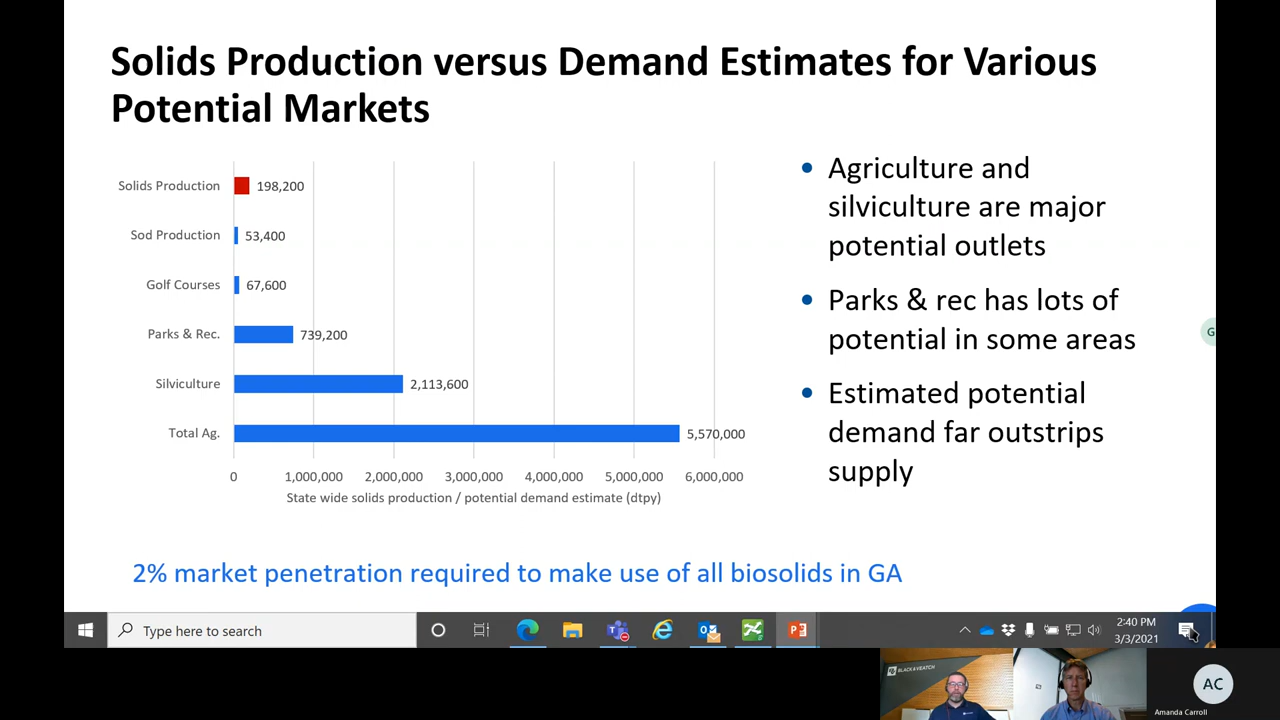 Solids Production versus Demand Estimates for Various
Potential Markets
Solids Production
198,200
Sod Production
53,400
Golf Courses
67,600
Parks & Rec.
739,200
Silviculture
2,113,600
Total Ag.
5,570,000
0 1,000,000 2,000,000 3,000,000 4,000,000 5,000,000 6,000,000
State wide solids production / potential demand estimate (dtpy)
• Agriculture and
silviculture are major
potential outlets
• Parks & rec has lots of
potential in some areas
• Estimated potential
demand far outstrips
supply
2% market penetration required to make use of all biosolids in GA
G
Type here to search
2:40 PM
3/3/2021
BLACK & VEATCH
AC
Amanda Carroll